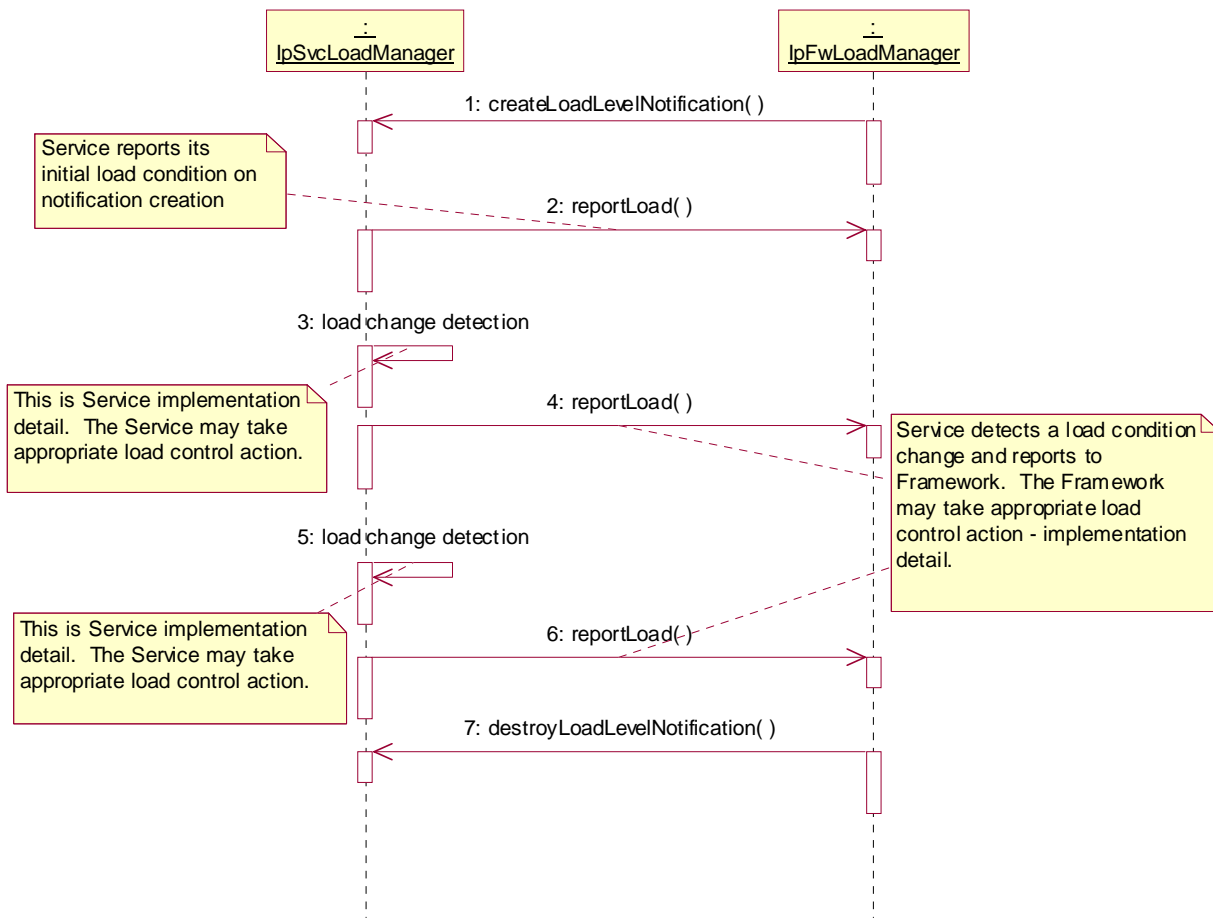 :
IpSvcLoadManager
:
IpFwLoadManager
1: createLoadLevelNotification( )
Service reports its
initial load condition on
notification creation
2: reportLoad( )
3: load change detection
This is Service implementation
detail.  The Service may take
appropriate load control action.
4: reportLoad( )
Service detects a load condition
change and reports to
Framework.  The Framework
may take appropriate load
control action - implementation
detail.
5: load change detection
This is Service implementation
detail.  The Service may take
appropriate load control action.
6: reportLoad( )
7: destroyLoadLevelNotification( )